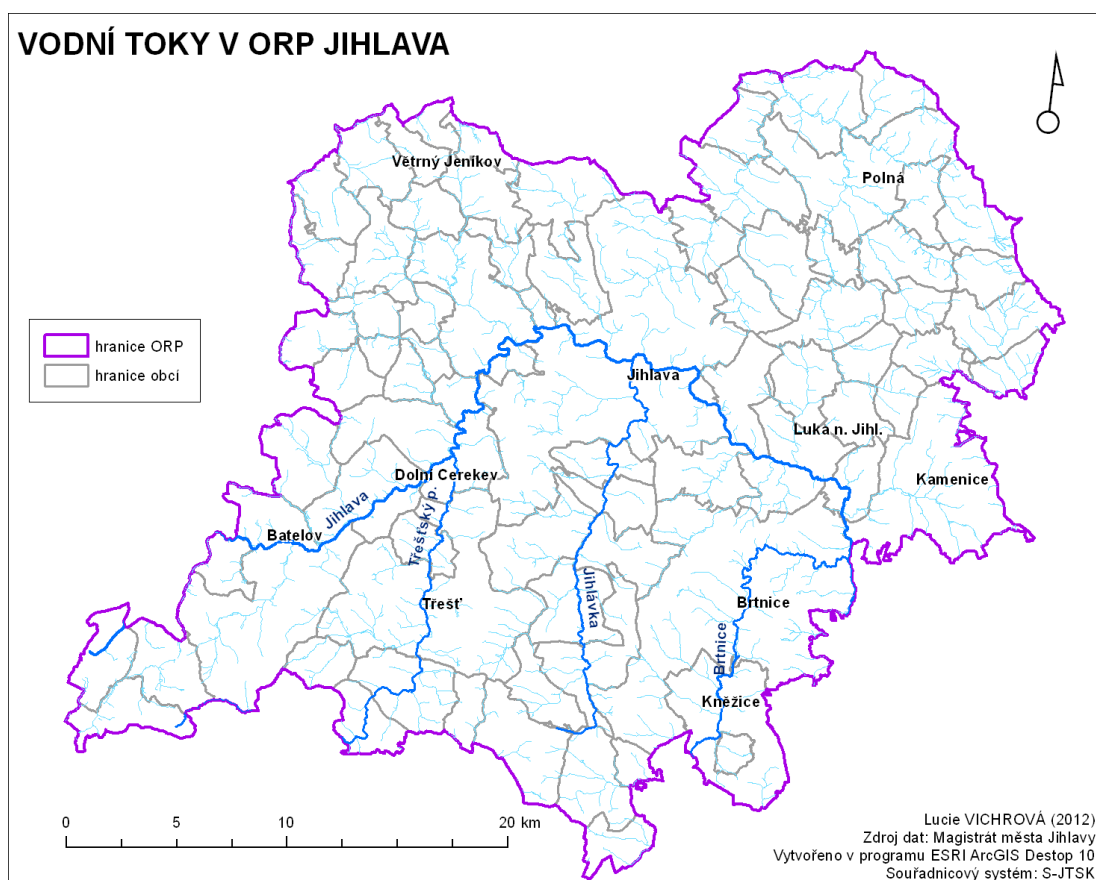 VODNÍ TOKY V ORP JIHLAVA
Větrný Jeníkov
Polná
hranice ORP
hranice obcí
Jihlava
Luka n. Jihl.
Dolní Cerekev
Kamenice
Jihlava
Batelov
Třešťský p.
Třešť
Jihlávka
Brtnice
Brtnice
Kněžice
0 5 10 20 km
Lucie VICHROVÁ (2012)
Zdroj dat: Magistrát města Jihlavy
Vytvořeno v programu ESRI ArcGIS Destop 10
Souřadnicový systém: S-JTSK